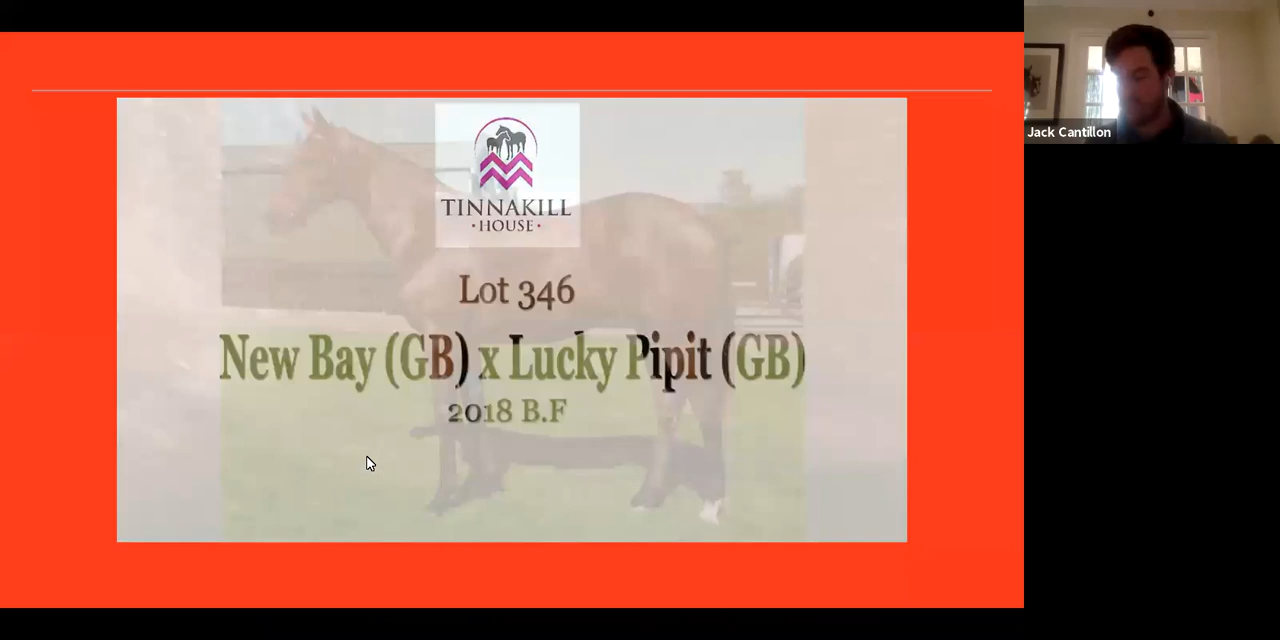 TINNAKILL
· HOUSE ·
Lot 346
New Bay (GB) x Lucky Pipit (GB)
2018 B.F
Jack Cantillon